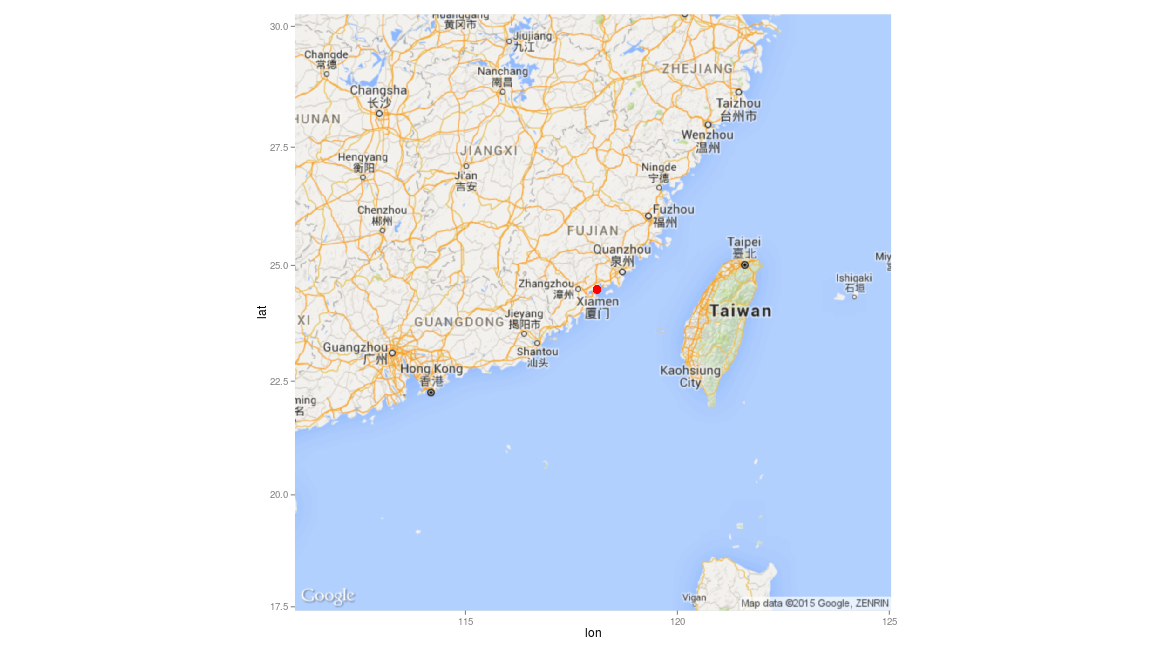 30.0
Huanggang
黄冈市
Jiujiang
九江
Changde
常德
Nanchang
南昌
ZHEJIANG
Changsha
长沙
Taizhou
台州市
HUNAN
Wenzhou
温州
27.5
JIANGXI
Hengyang
衡阳
Ji'an
吉安
Ningde
宁德
Chenzhou
郴州
Fuzhou
福州
FUJIAN
Quanzhou
泉州
Taipei
臺北
25.0
Miy
Ishigaki
石垣
Zhangzhou
漳州
Xiamen
厦门
lat
Taiwan
XI
GUANGDONG
Jieyang
揭阳市
Guangzhou
广州
Shantou
汕头
Hong Kong
香港
Kaohsiung
City
22.5
ming
名
20.0
Google
Vigan
Map data ©2015 Google, ZENRIN
17.5
115
120
125
lon